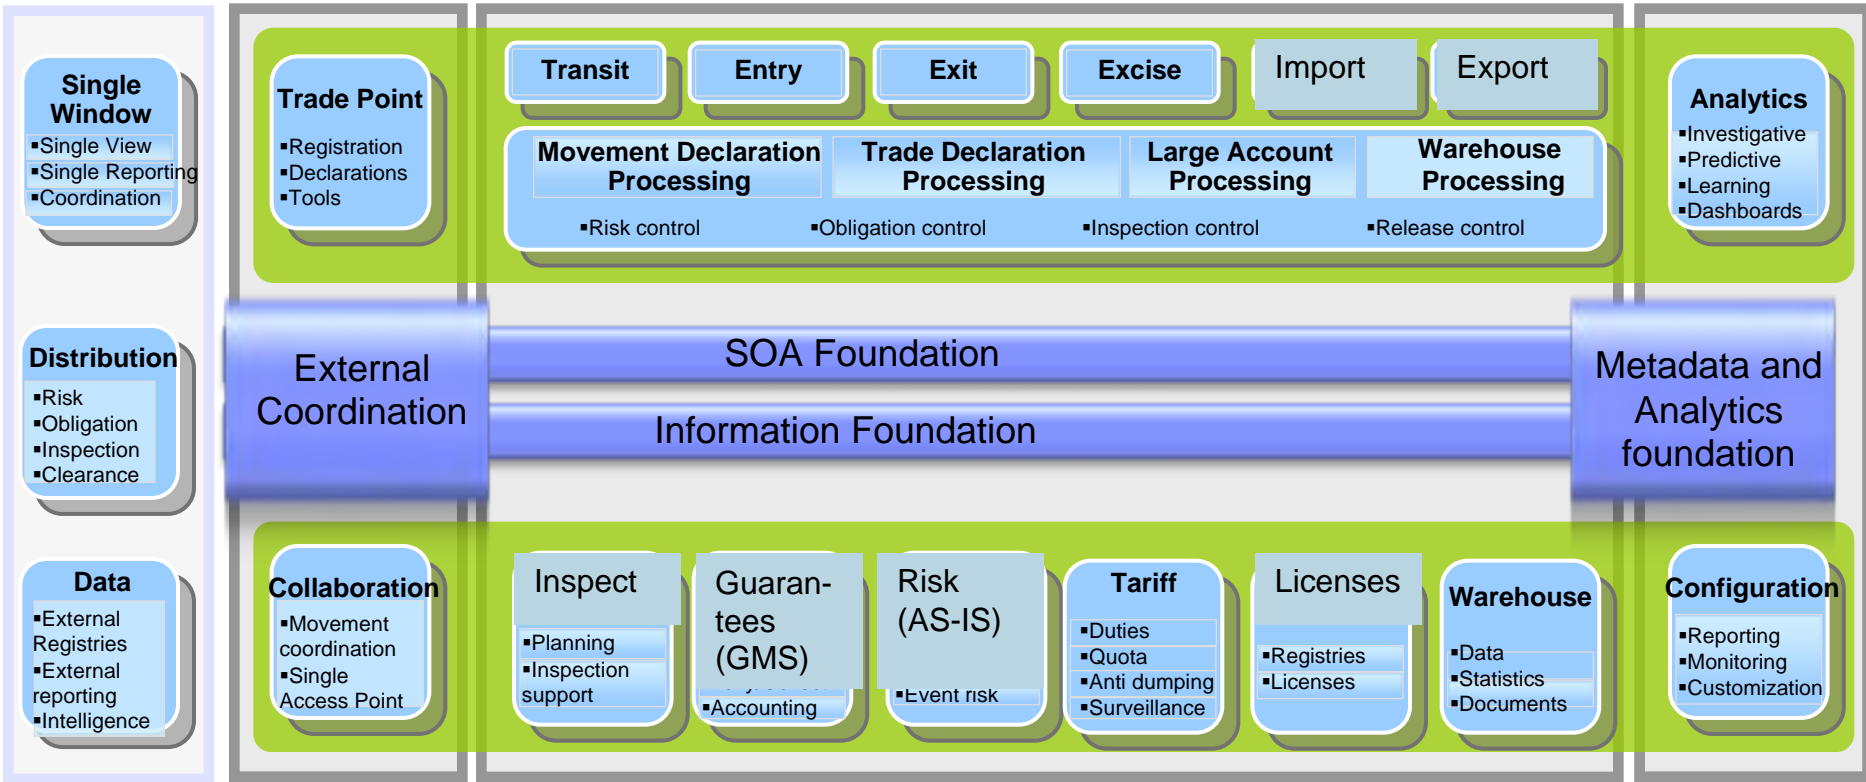 Single
Window
▪Single View
▪Single Reporting
▪Coordination
Trade Point
▪Registration
▪Declarations
▪Tools
Transit
Entry
Exit
Excise
Import
Export
Movement Declaration
Processing
Trade Declaration
Processing
Large Account
Processing
Warehouse
Processing
▪Risk control
▪Obligation control
▪Inspection control
▪Release control
Analytics
▪Investigative
▪Predictive
▪Learning
▪Dashboards
Distribution
▪Risk
▪Obligation
▪Inspection
▪Clearance
External
Coordination
SOA Foundation
Information Foundation
Metadata and
Analytics
foundation
Data
▪External
Registries
▪External
reporting
▪Intelligence
Collaboration
▪Movement
coordination
▪Single
Access Point
Inspect
▪Planning
▪Inspection
support
Guaran-
tees
(GMS)
▪Accounting
Risk
(AS-IS)
▪Event risk
Tariff
▪Duties
▪Quota
▪Anti dumping
▪Surveillance
Licenses
▪Registries
▪Licenses
Warehouse
▪Data
▪Statistics
▪Documents
Configuration
▪Reporting
▪Monitoring
▪Customization